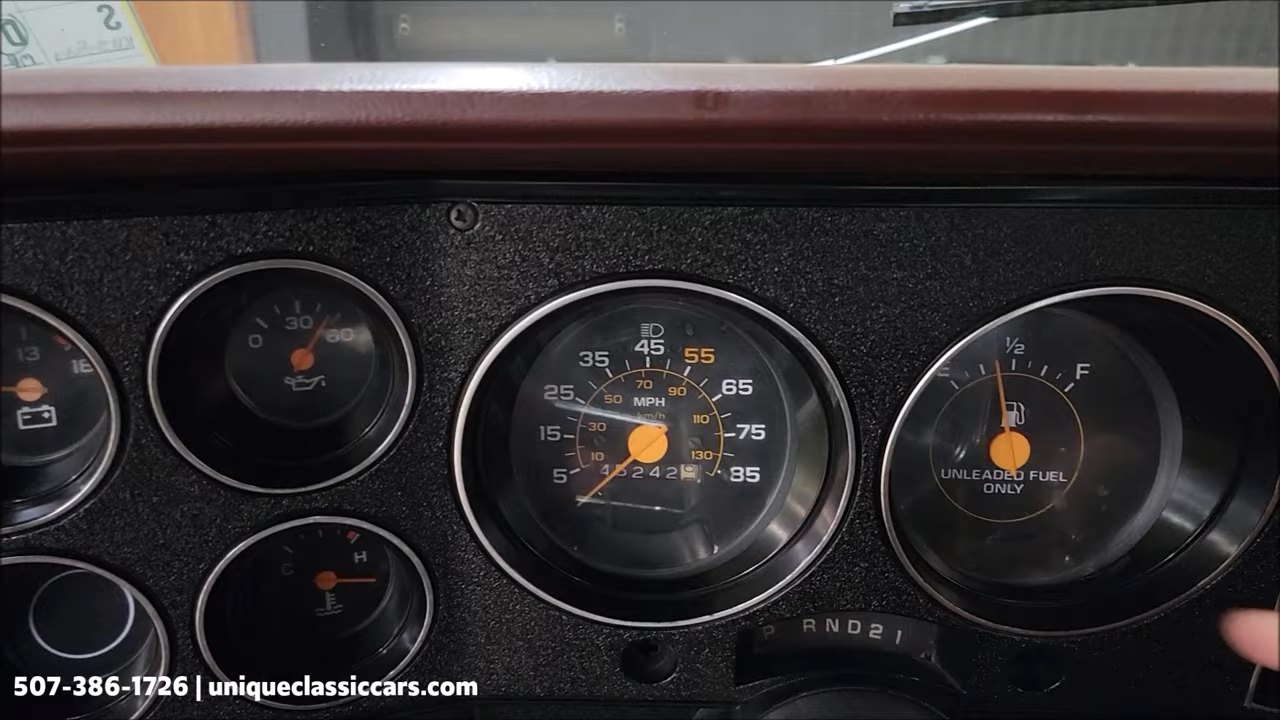 S
13
18
0
30
60
C
H
45
35
55
25
65
15
75
5
85
70
50
90
30
110
10
130
MPH
km/h
45242
1/2
E
F
UNLEADED FUEL
ONLY
P R N D 2 1
507-386-1726 | uniqueclassiccars.com